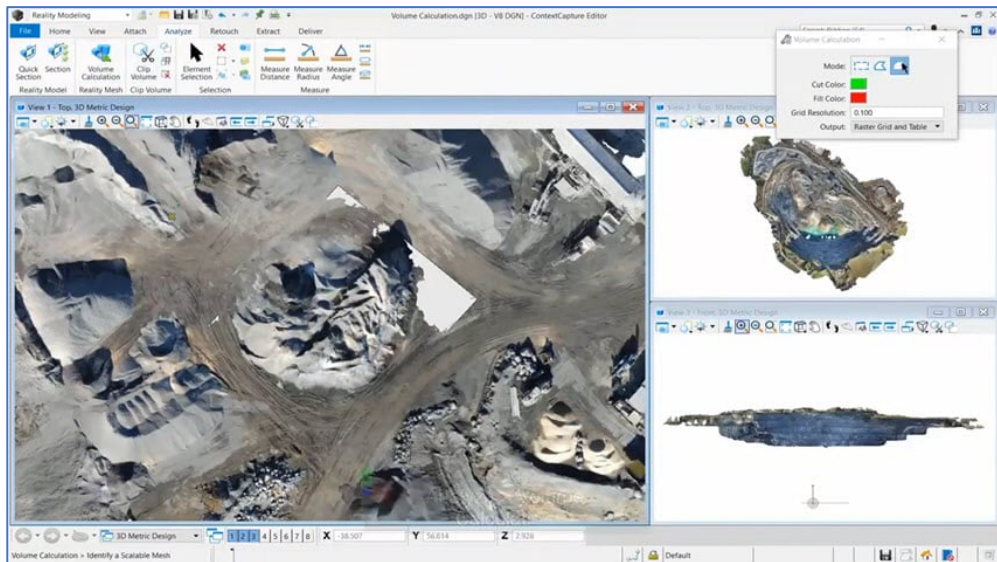 Reality Modeling
Volume Calculation.dgn [3D - V8 DGN] - ContextCapture Editor
File Home View Attach Analyze Retouch Extract Deliver
Quick Section
Section
Volume Calculation
Clip Volume
Element Selection
Measure Distance
Measure Radius
Measure Angle
Reality Model
Reality Mesh
Clip Volume
Selection
Measure
Volume Calculation
Mode:
Cut Color:
Fill Color:
Grid Resolution: 0.100
Output: Raster Grid and Table
View 1 - Top, 3D Metric Design
View 2 - Top, 3D Metric Design
View 3 - Front, 3D Metric Design
3D Metric Design
1 2 3 4 5 6 7 8
X -38.507
Y 56.614
Z 2.928
Volume Calculation > Identify a Scalable Mesh
Default